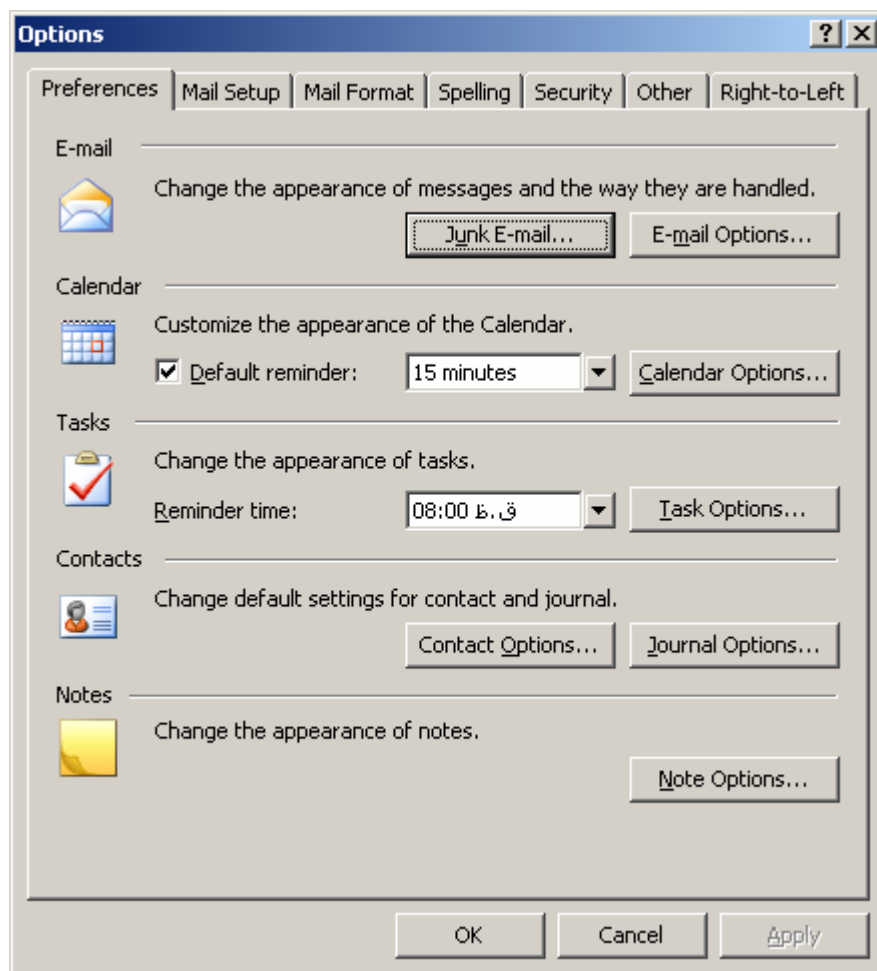 Options
Preferences Mail Setup Mail Format Spelling Security Other Right-to-Left
E-mail
Change the appearance of messages and the way they are handled.
Junk E-mail... E-mail Options...
Calendar
Customize the appearance of the Calendar.
Default reminder: 15 minutes Calendar Options...
Tasks
Change the appearance of tasks.
Reminder time: 08:00 ق.ظ Task Options...
Contacts
Change default settings for contact and journal.
Contact Options... Journal Options...
Notes
Change the appearance of notes.
Note Options...
OK Cancel Apply